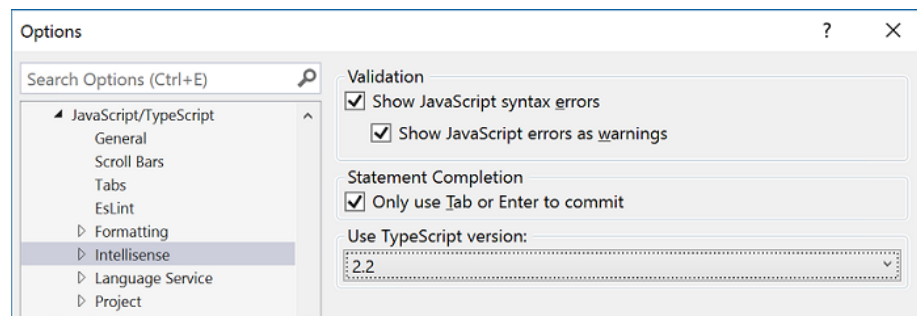 Options
?
Search Options (Ctrl+E)
JavaScript/TypeScript
General
Scroll Bars
Tabs
EsLint
Formatting
Intellisense
Language Service
Project
Validation
Show JavaScript syntax errors
Show JavaScript errors as warnings
Statement Completion
Only use Tab or Enter to commit
Use TypeScript version:
2.2